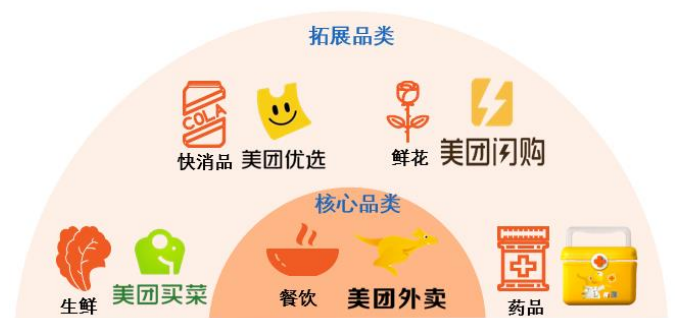 拓展品类
COLA
快消品
美团优选
鲜花
美团闪购
核心品类
生鲜
美团买菜
餐饮
美团外卖
药品